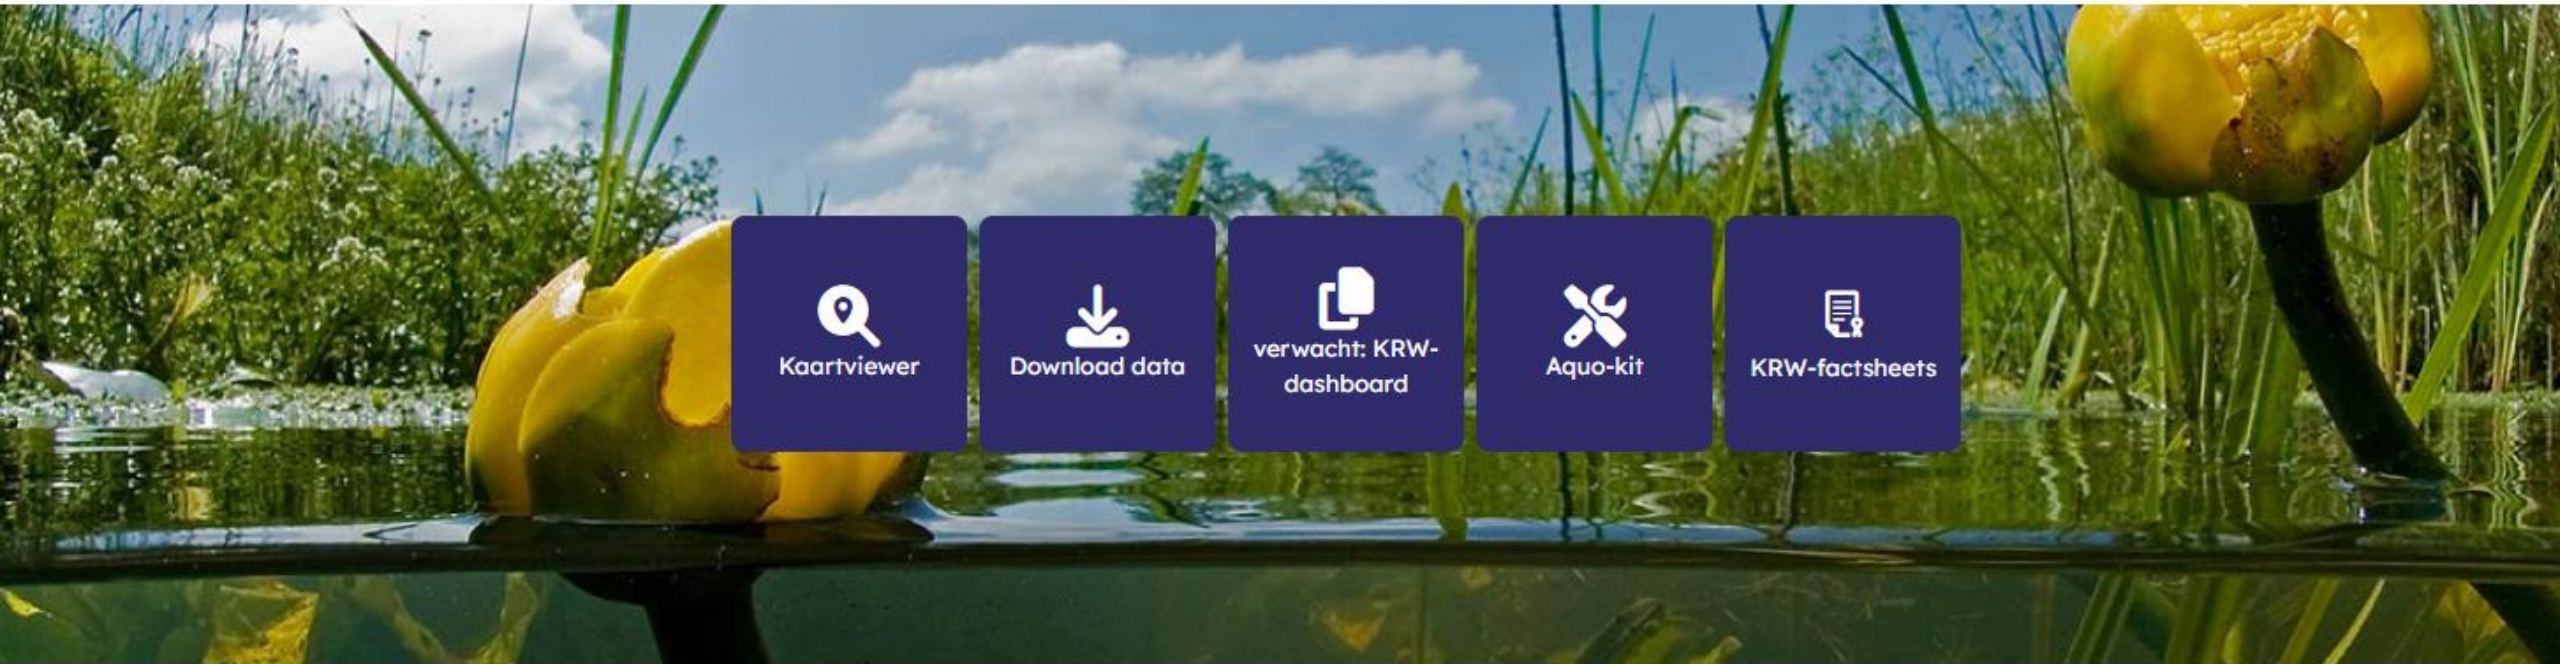 Kaartviewer
Download data
verwacht: KRW-
dashboard
Aquo-kit
KRW-factsheets